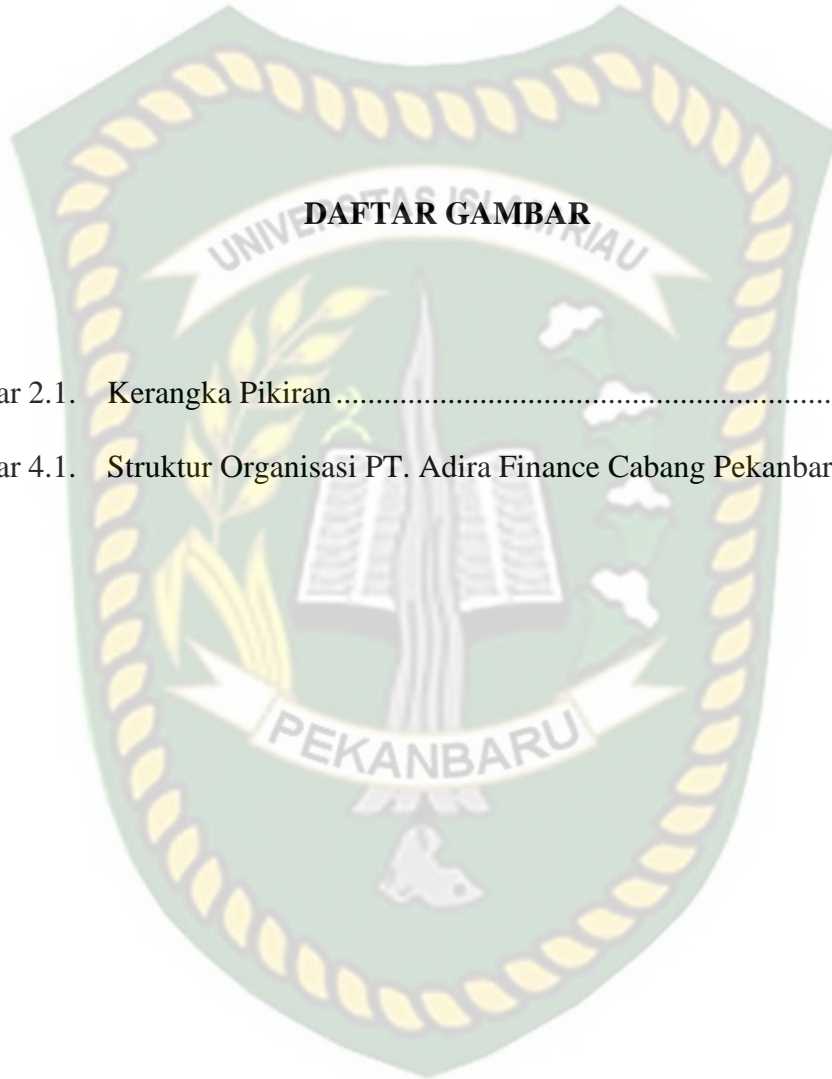 DAFTAR GAMBAR
UNIVERSITAS ISLAM RIAU
ar 2.1. Kerangka Pikiran....................................................................
ar 4.1. Struktur Organisasi PT. Adira Finance Cabang Pekanbar
PEKANBARU